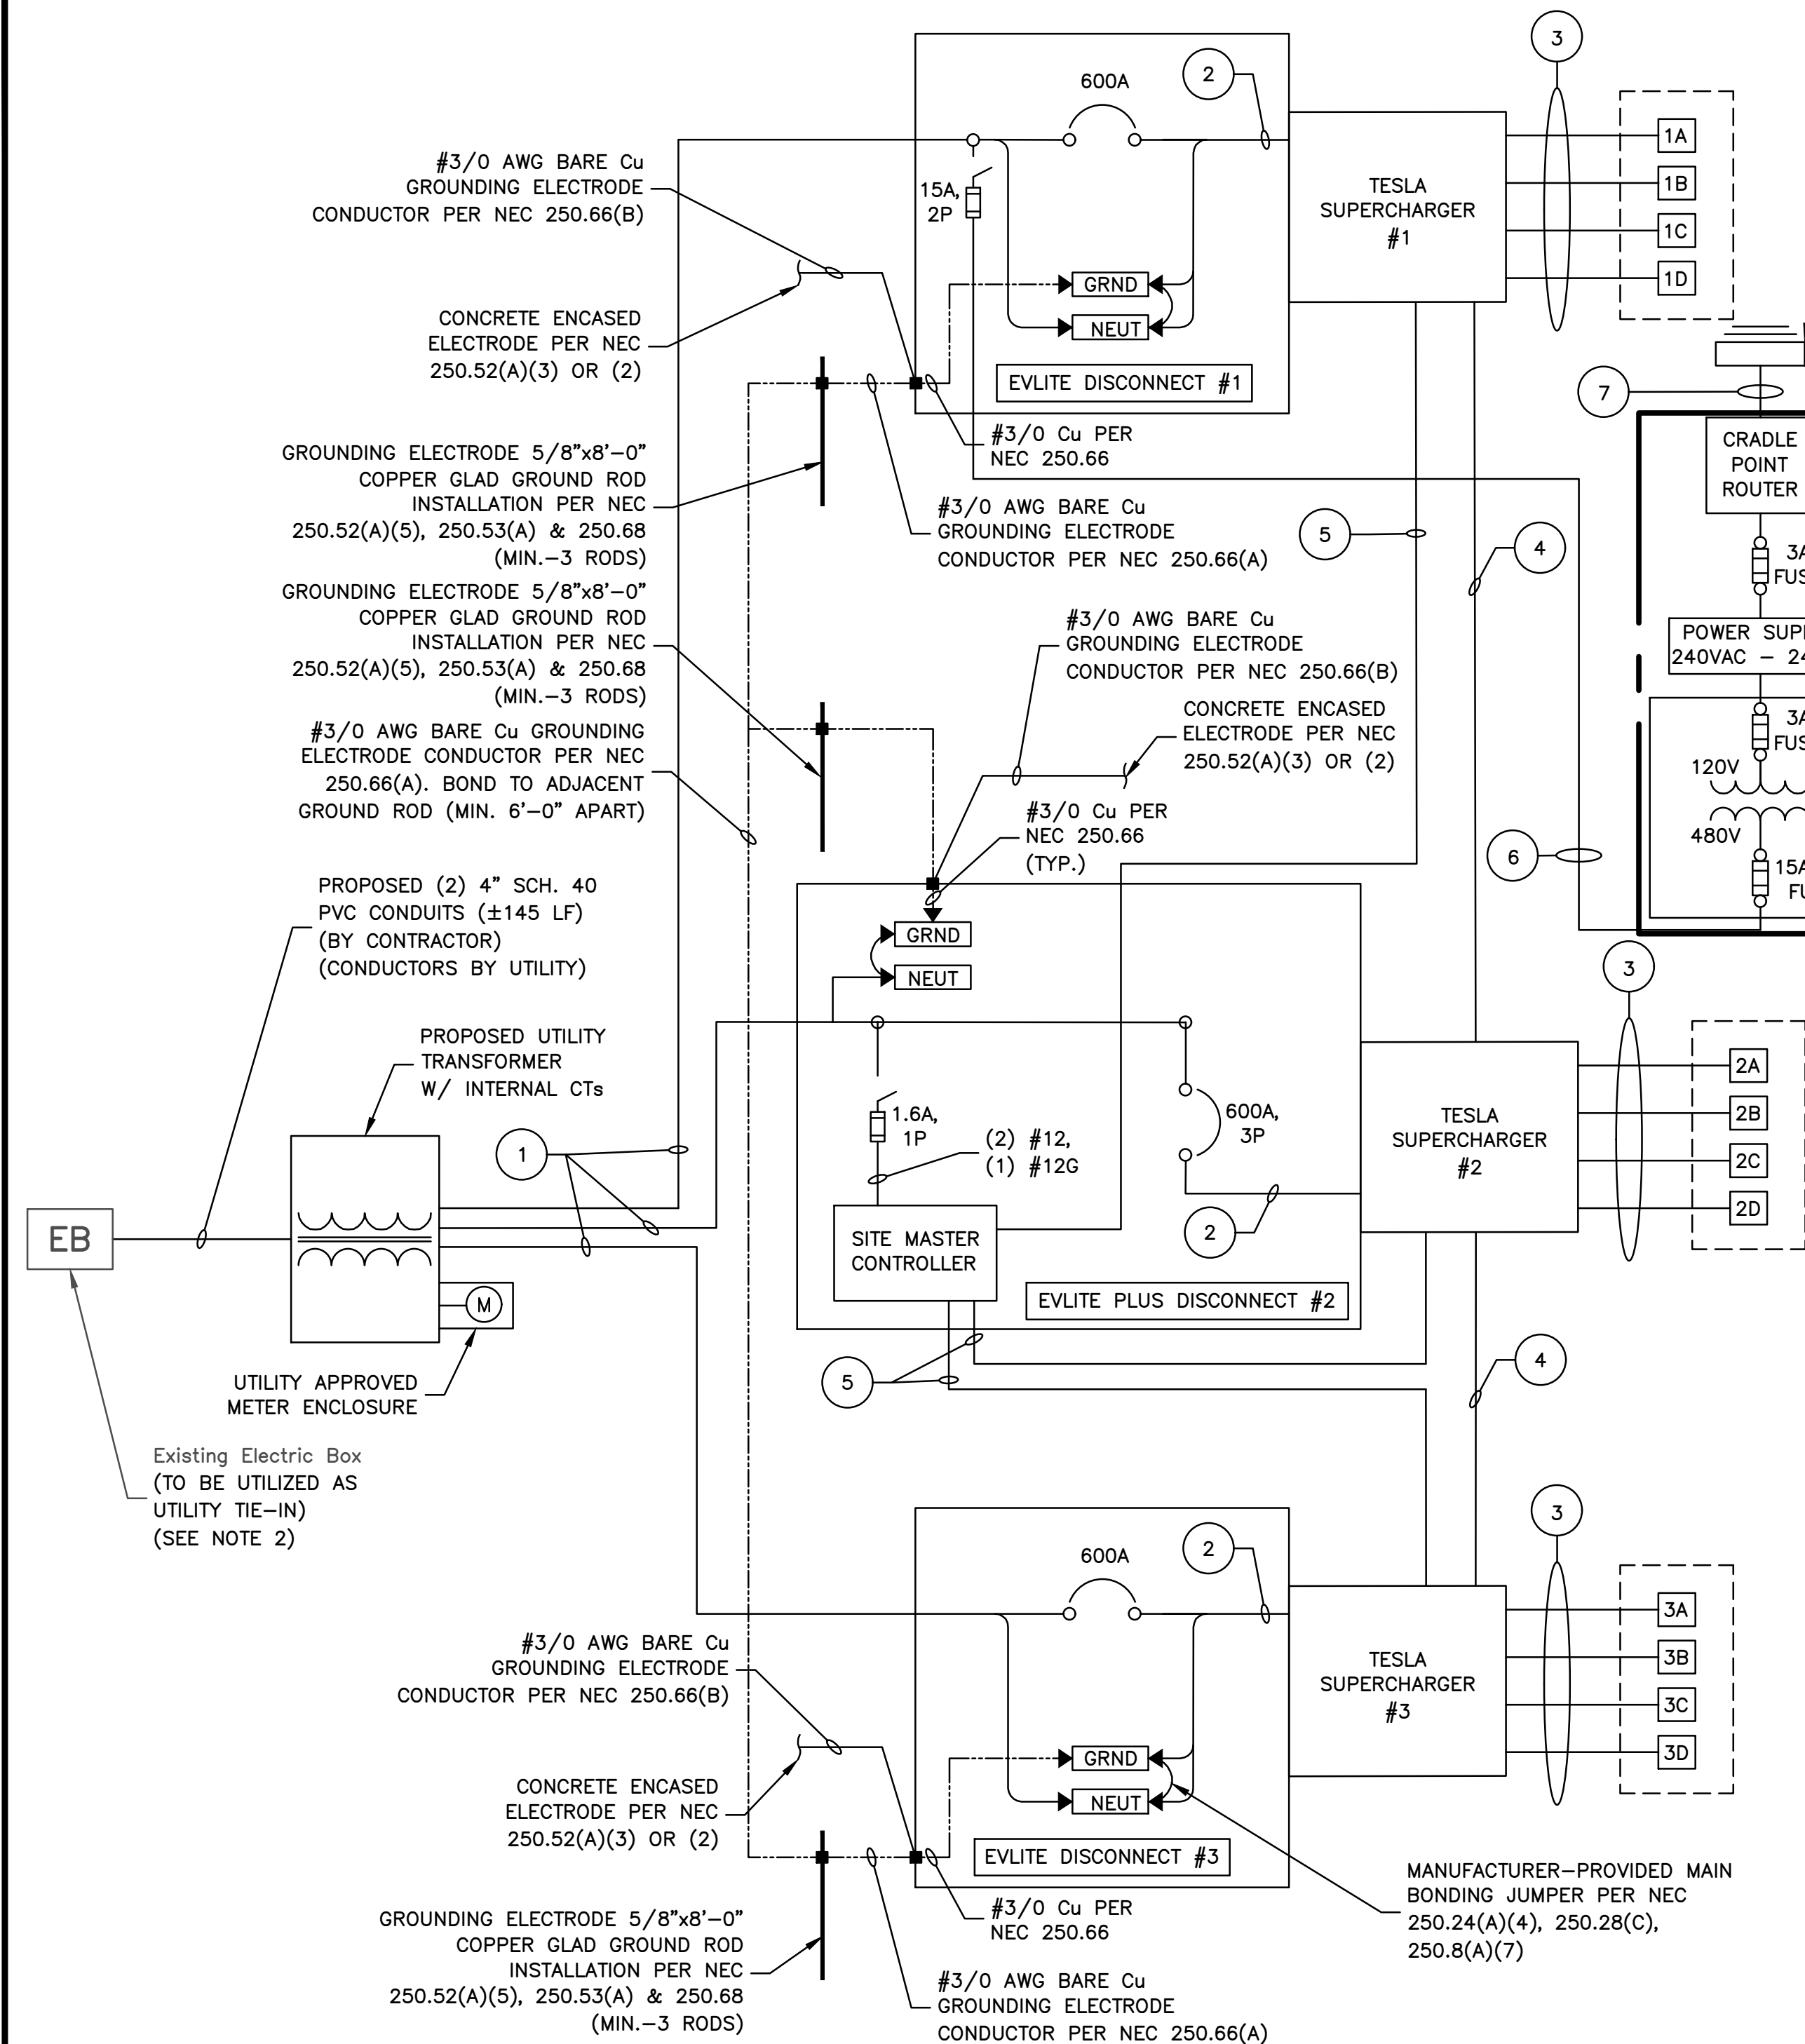 3
600A
2
1A
#3/0 AWG BARE Cu
GROUNDING ELECTRODE
CONDUCTOR PER NEC 250.66(B)
15A,
2P
TESLA
SUPERCHARGER
#1
1B
1C
1D
GRND
NEUT
CONCRETE ENCASED
ELECTRODE PER NEC
250.52(A)(3) OR (2)
EVLITE DISCONNECT #1
7
#3/0 Cu PER
NEC 250.66
CRADLE
POINT
ROUTER
GROUNDING ELECTRODE 5/8"x8'-0"
COPPER GLAD GROUND ROD
INSTALLATION PER NEC
250.52(A)(5), 250.53(A) & 250.68
(MIN.-3 RODS)
#3/0 AWG BARE Cu
GROUNDING ELECTRODE
CONDUCTOR PER NEC 250.66(A)
5
4
3A
FUS
GROUNDING ELECTRODE 5/8"x8'-0"
COPPER GLAD GROUND ROD
INSTALLATION PER NEC
250.52(A)(5), 250.53(A) & 250.68
(MIN.-3 RODS)
#3/0 AWG BARE Cu
GROUNDING ELECTRODE
CONDUCTOR PER NEC 250.66(B)
POWER SUP
240VAC - 24
#3/0 AWG BARE Cu GROUNDING
ELECTRODE CONDUCTOR PER NEC
250.66(A). BOND TO ADJACENT
GROUND ROD (MIN. 6'-0" APART)
CONCRETE ENCASED
ELECTRODE PER NEC
250.52(A)(3) OR (2)
3A
FUS
120V
480V
#3/0 Cu PER
NEC 250.66
(TYP.)
6
15A
FU
PROPOSED (2) 4" SCH. 40
PVC CONDUITS (±145 LF)
(BY CONTRACTOR)
(CONDUCTORS BY UTILITY)
GRND
NEUT
3
PROPOSED UTILITY
TRANSFORMER
W/ INTERNAL CTs
1
1.6A,
1P
(2) #12,
(1) #12G
600A,
3P
TESLA
SUPERCHARGER
#2
2A
2B
2C
2D
EB
SITE MASTER
CONTROLLER
2
M
EVLITE PLUS DISCONNECT #2
UTILITY APPROVED
METER ENCLOSURE
5
4
Existing Electric Box
(TO BE UTILIZED AS
UTILITY TIE-IN)
(SEE NOTE 2)
3
600A
2
3A
#3/0 AWG BARE Cu
GROUNDING ELECTRODE
CONDUCTOR PER NEC 250.66(B)
TESLA
SUPERCHARGER
#3
3B
3C
3D
GRND
NEUT
CONCRETE ENCASED
ELECTRODE PER NEC
250.52(A)(3) OR (2)
EVLITE DISCONNECT #3
MANUFACTURER-PROVIDED MAIN
BONDING JUMPER PER NEC
250.24(A)(4), 250.28(C),
250.8(A)(7)
#3/0 Cu PER
NEC 250.66
GROUNDING ELECTRODE 5/8"x8'-0"
COPPER GLAD GROUND ROD
INSTALLATION PER NEC
250.52(A)(5), 250.53(A) & 250.68
(MIN.-3 RODS)
#3/0 AWG BARE Cu
GROUNDING ELECTRODE
CONDUCTOR PER NEC 250.66(A)